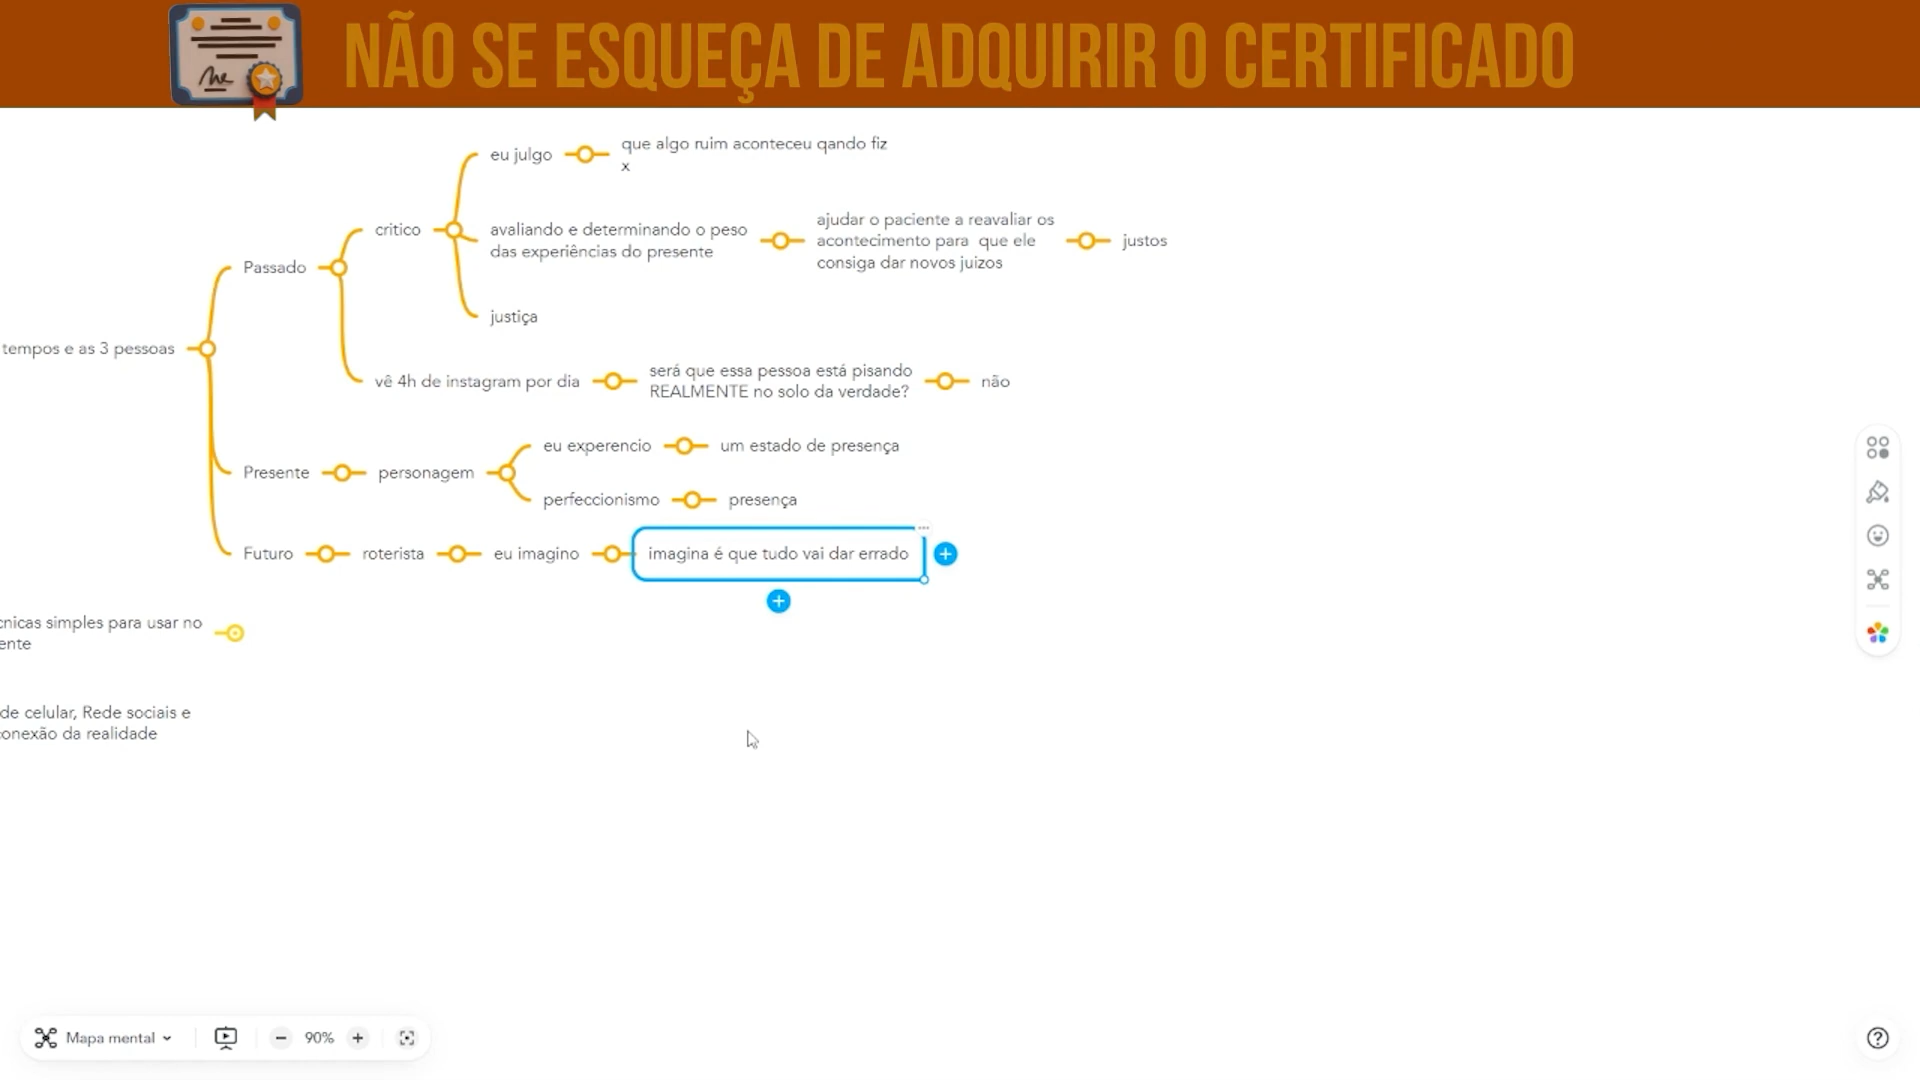 NÃO SE ESQUEÇA DE ADQUIRIR O CERTIFICADO
eu julgo
que algo ruim aconteceu qando fiz
x
critico
avaliando e determinando o peso
das experiências do presente
ajudar o paciente a reavaliar os
acontecimento para que ele
consiga dar novos juizos
justos
Passado
justiça
tempos e as 3 pessoas
vê 4h de instagram por dia
será que essa pessoa está pisando
REALMENTE no solo da verdade?
não
eu experencio
um estado de presença
Presente
personagem
perfeccionismo
presença
Futuro
roterista
eu imagino
imagina é que tudo vai dar errado
cnicas simples para usar no
ente
de celular, Rede sociais e
conexão da realidade
Mapa mental
90%